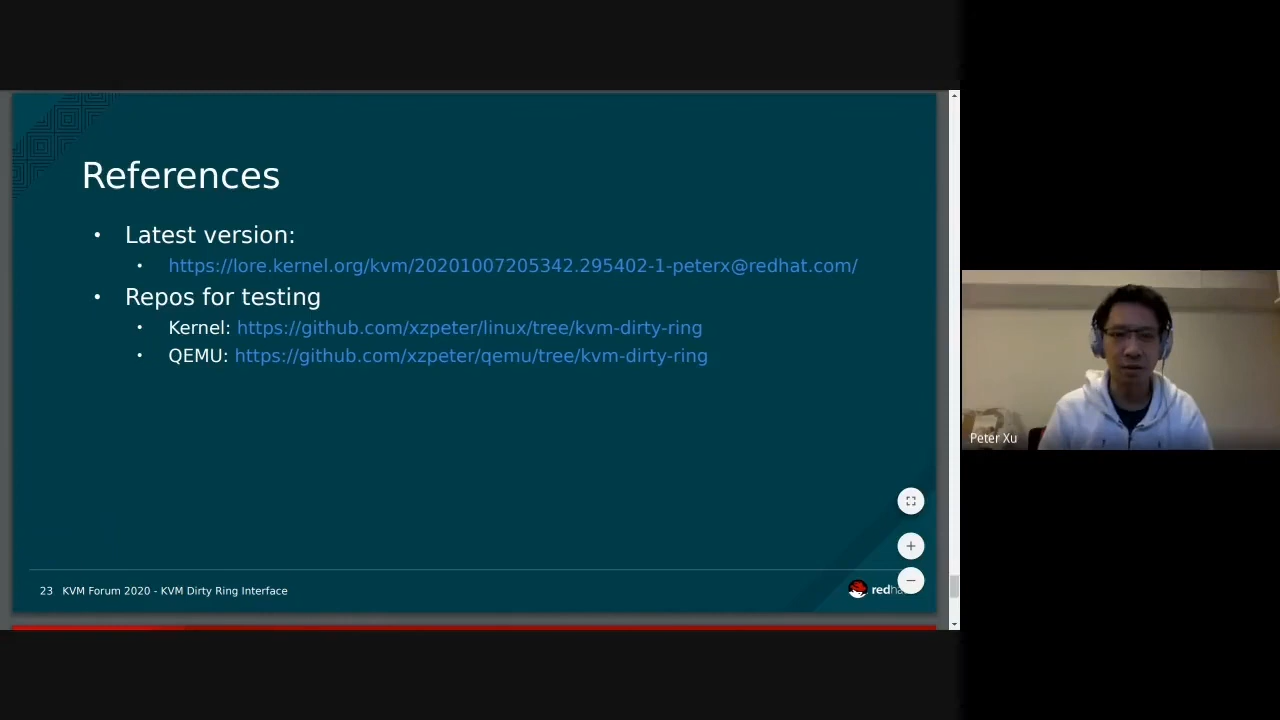 References
• Latest version:
• https://lore.kernel.org/kvm/20201007205342.295402-1-peterx@redhat.com/
• Repos for testing
• Kernel: https://github.com/xzpeter/linux/tree/kvm-dirty-ring
• QEMU: https://github.com/xzpeter/qemu/tree/kvm-dirty-ring
23 KVM Forum 2020 - KVM Dirty Ring Interface
redha
Peter Xu